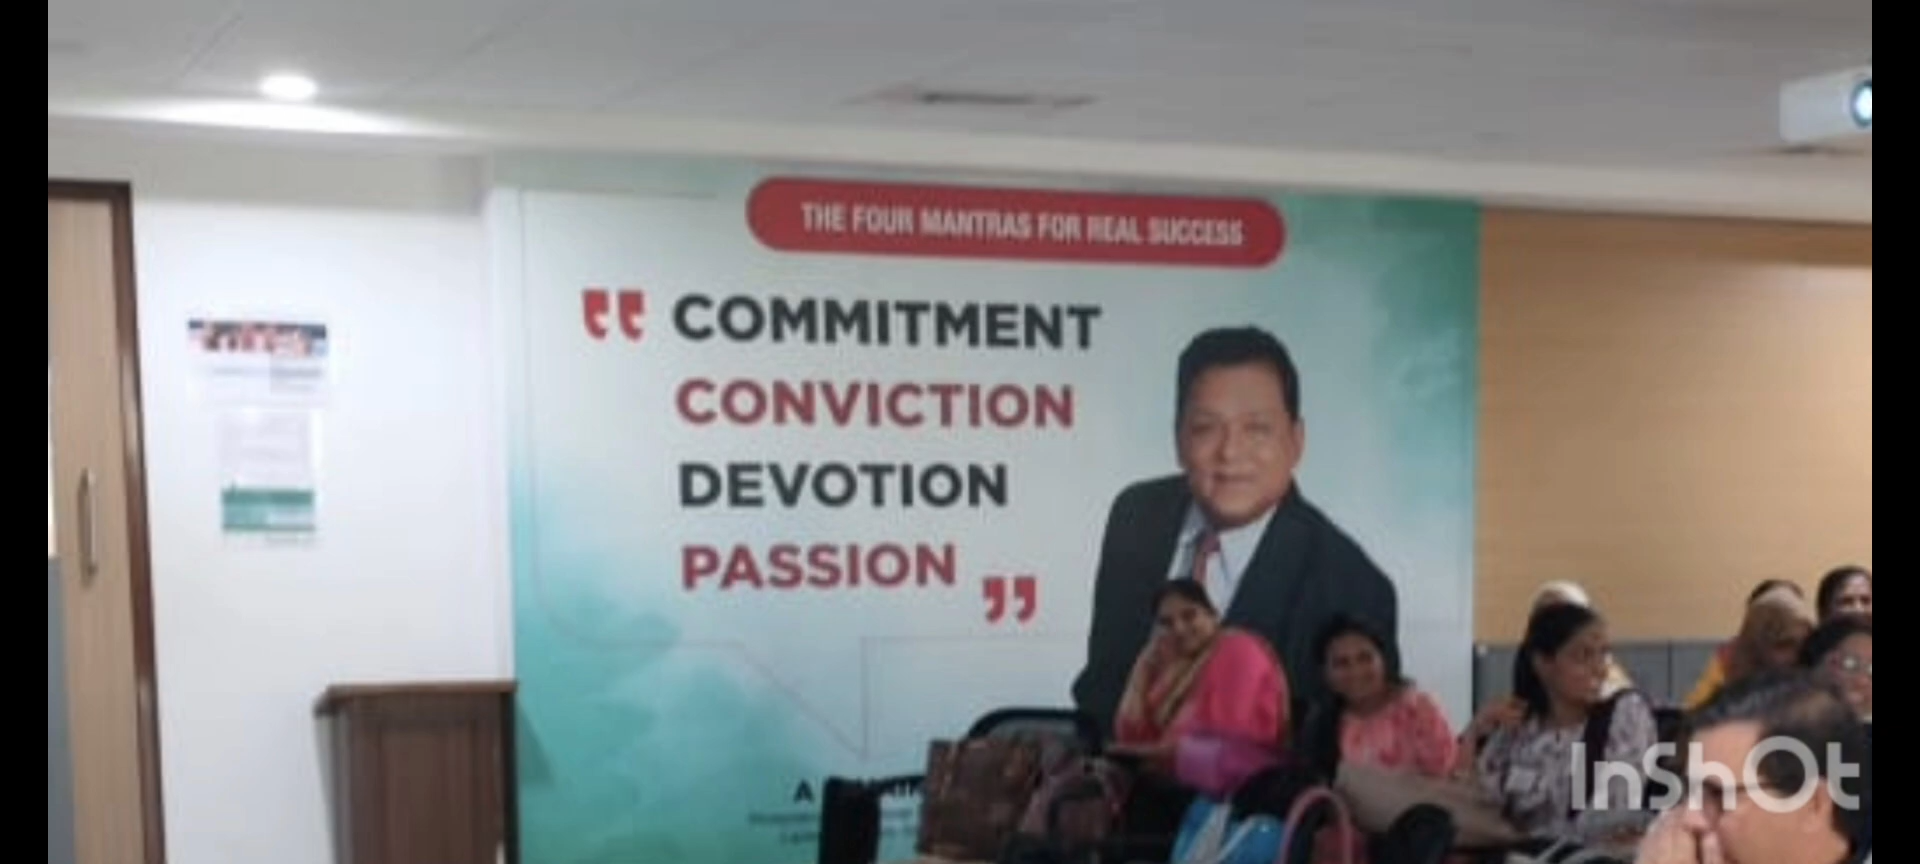 THE FOUR MANTRAS FOR REAL SUCCESS
COMMITMENT
CONVICTION
DEVOTION
PASSION
A
InShOt